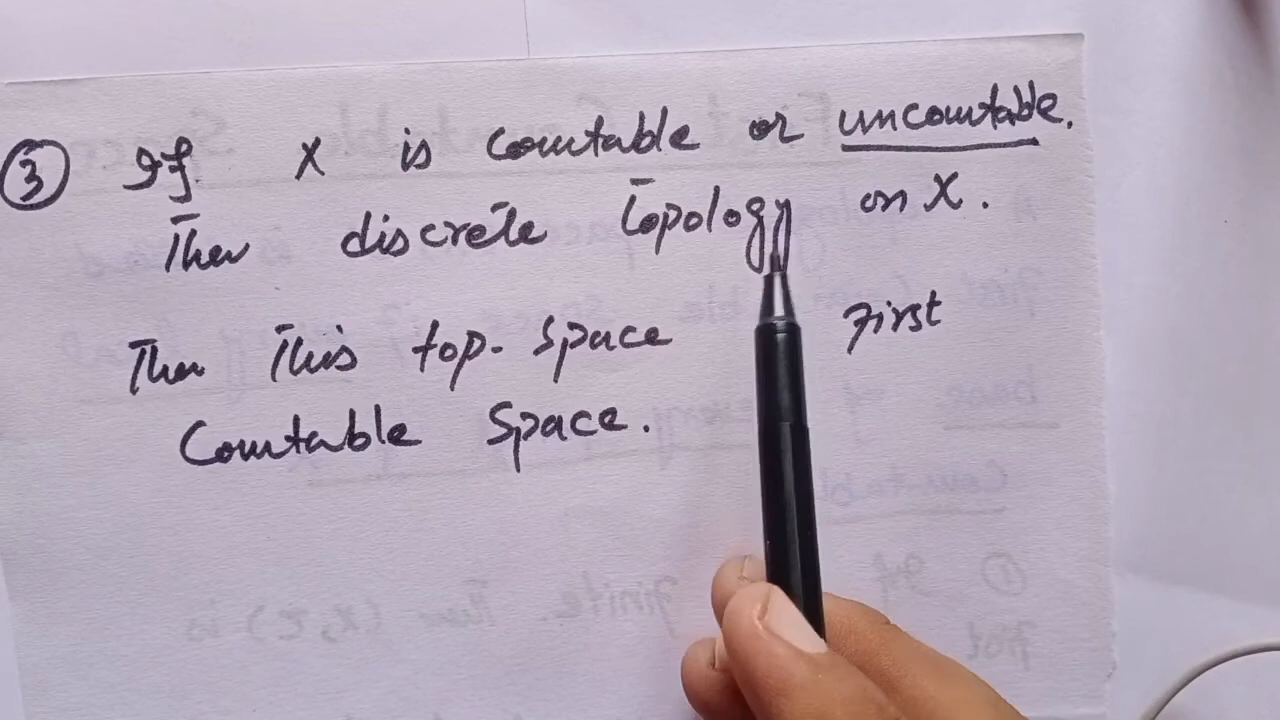 ③ If X is countable or uncountable.
Then discrete topology on X.
Then This top. space first
Countable Space.